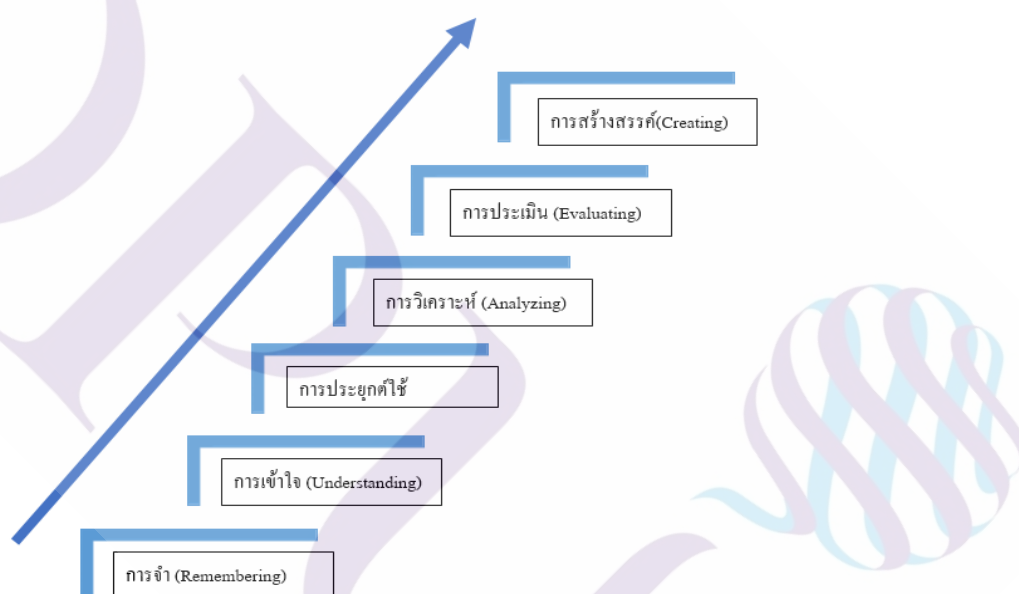 การสร้างสรรค์(Creating)
การประเมิน (Evaluating)
การวิเคราะห์ (Analyzing)
การประยุกต์ใช้
การเข้าใจ (Understanding)
การจำ (Remembering)